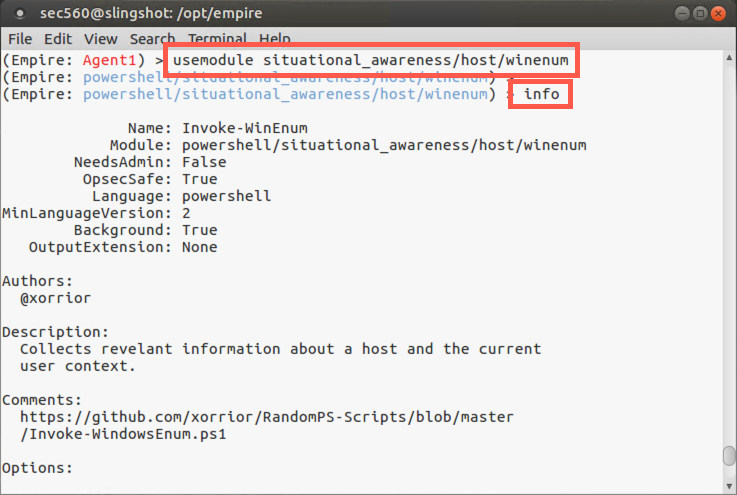 sec560@slingshot: /opt/empire
File Edit View Search Terminal Help
(Empire: Agent1) > usemodule situational_awareness/host/winenum
(Empire: powershell/situational_awareness/host/winenum) >
(Empire: powershell/situational_awareness/host/winenum) > info
Name: Invoke-WinEnum
Module: powershell/situational_awareness/host/winenum
NeedsAdmin: False
OpsecSafe: True
Language: powershell
MinLanguageVersion: 2
Background: True
OutputExtension: None
Authors:
@xorrior
Description:
Collects revelant information about a host and the current
user context.
Comments:
https://github.com/xorrior/RandomPS-Scripts/blob/master
/Invoke-WindowsEnum.ps1
Options: